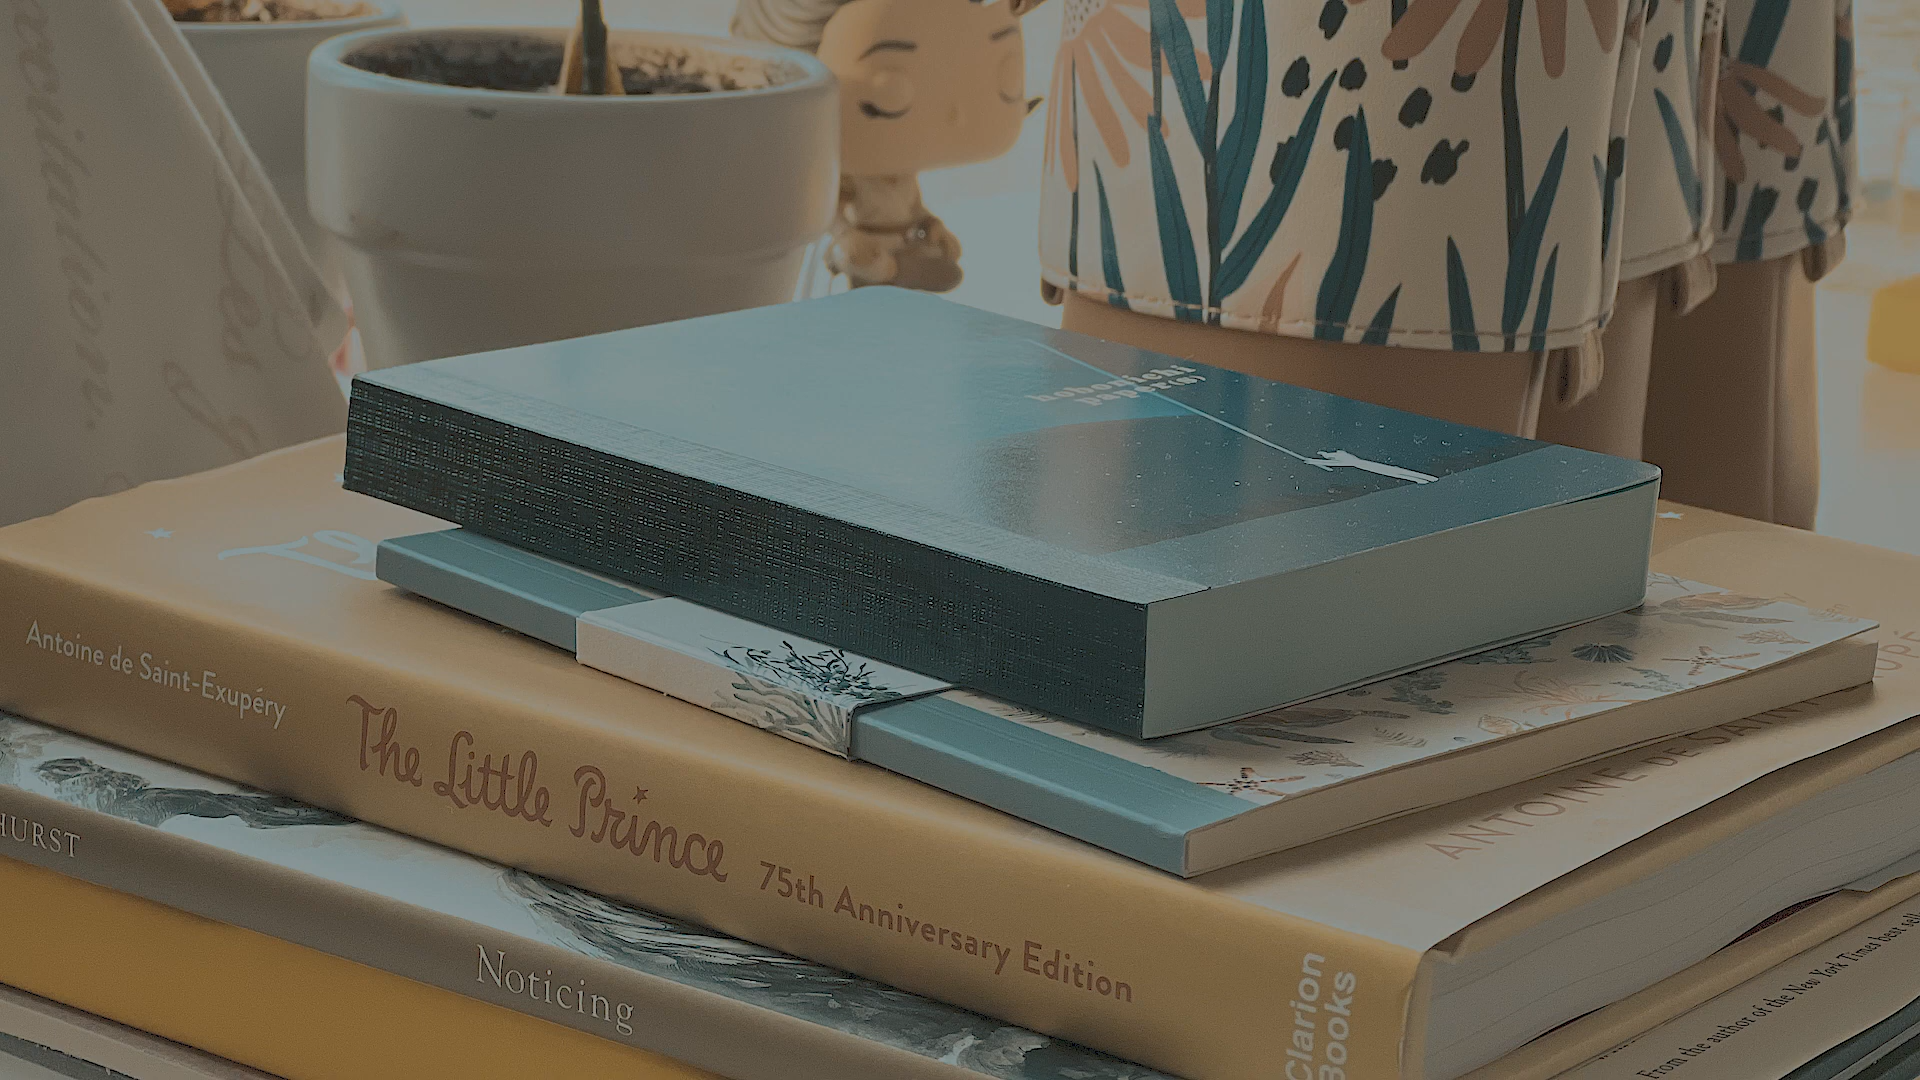 hobonichi
paper(s)
Antoine de Saint-Exupéry
The Little Prince
75th Anniversary Edition
Clarion
Books
ANTOINE DE SAINT
HURST
Noticing
From the author of the New York Times best sell